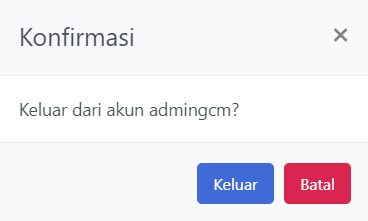 Konfirmasi
Keluar dari akun admingcm?
Keluar
Batal